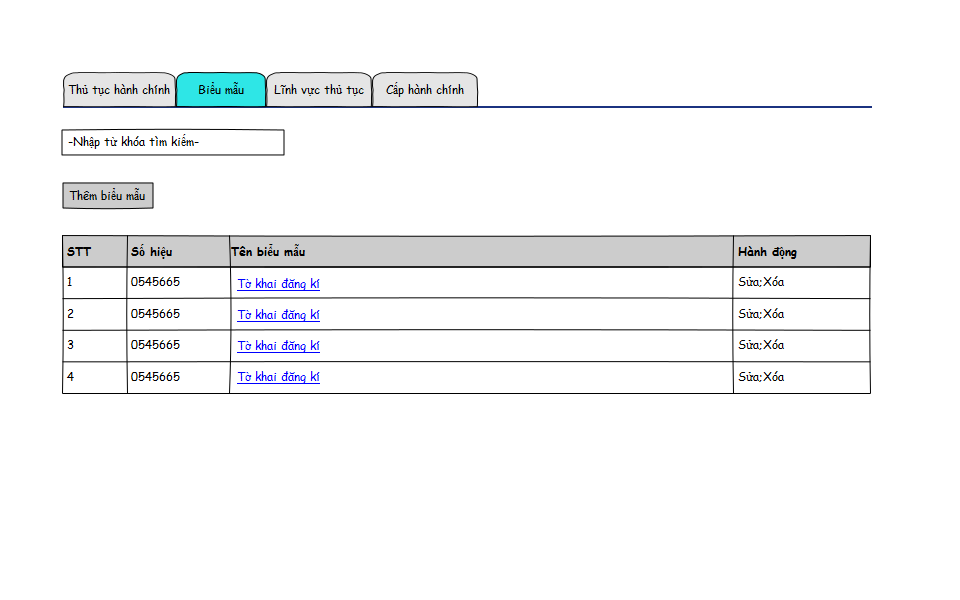 Thủ tục hành chính Biểu mẫu Lĩnh vực thủ tục Cấp hành chính
-Nhập từ khóa tìm kiếm-
Thêm biểu mẫu
STT Số hiệu Tên biểu mẫu Hành động
1 0545665 Tờ khai đăng kí Sửa;Xóa
2 0545665 Tờ khai đăng kí Sửa;Xóa
3 0545665 Tờ khai đăng kí Sửa;Xóa
4 0545665 Tờ khai đăng kí Sửa;Xóa